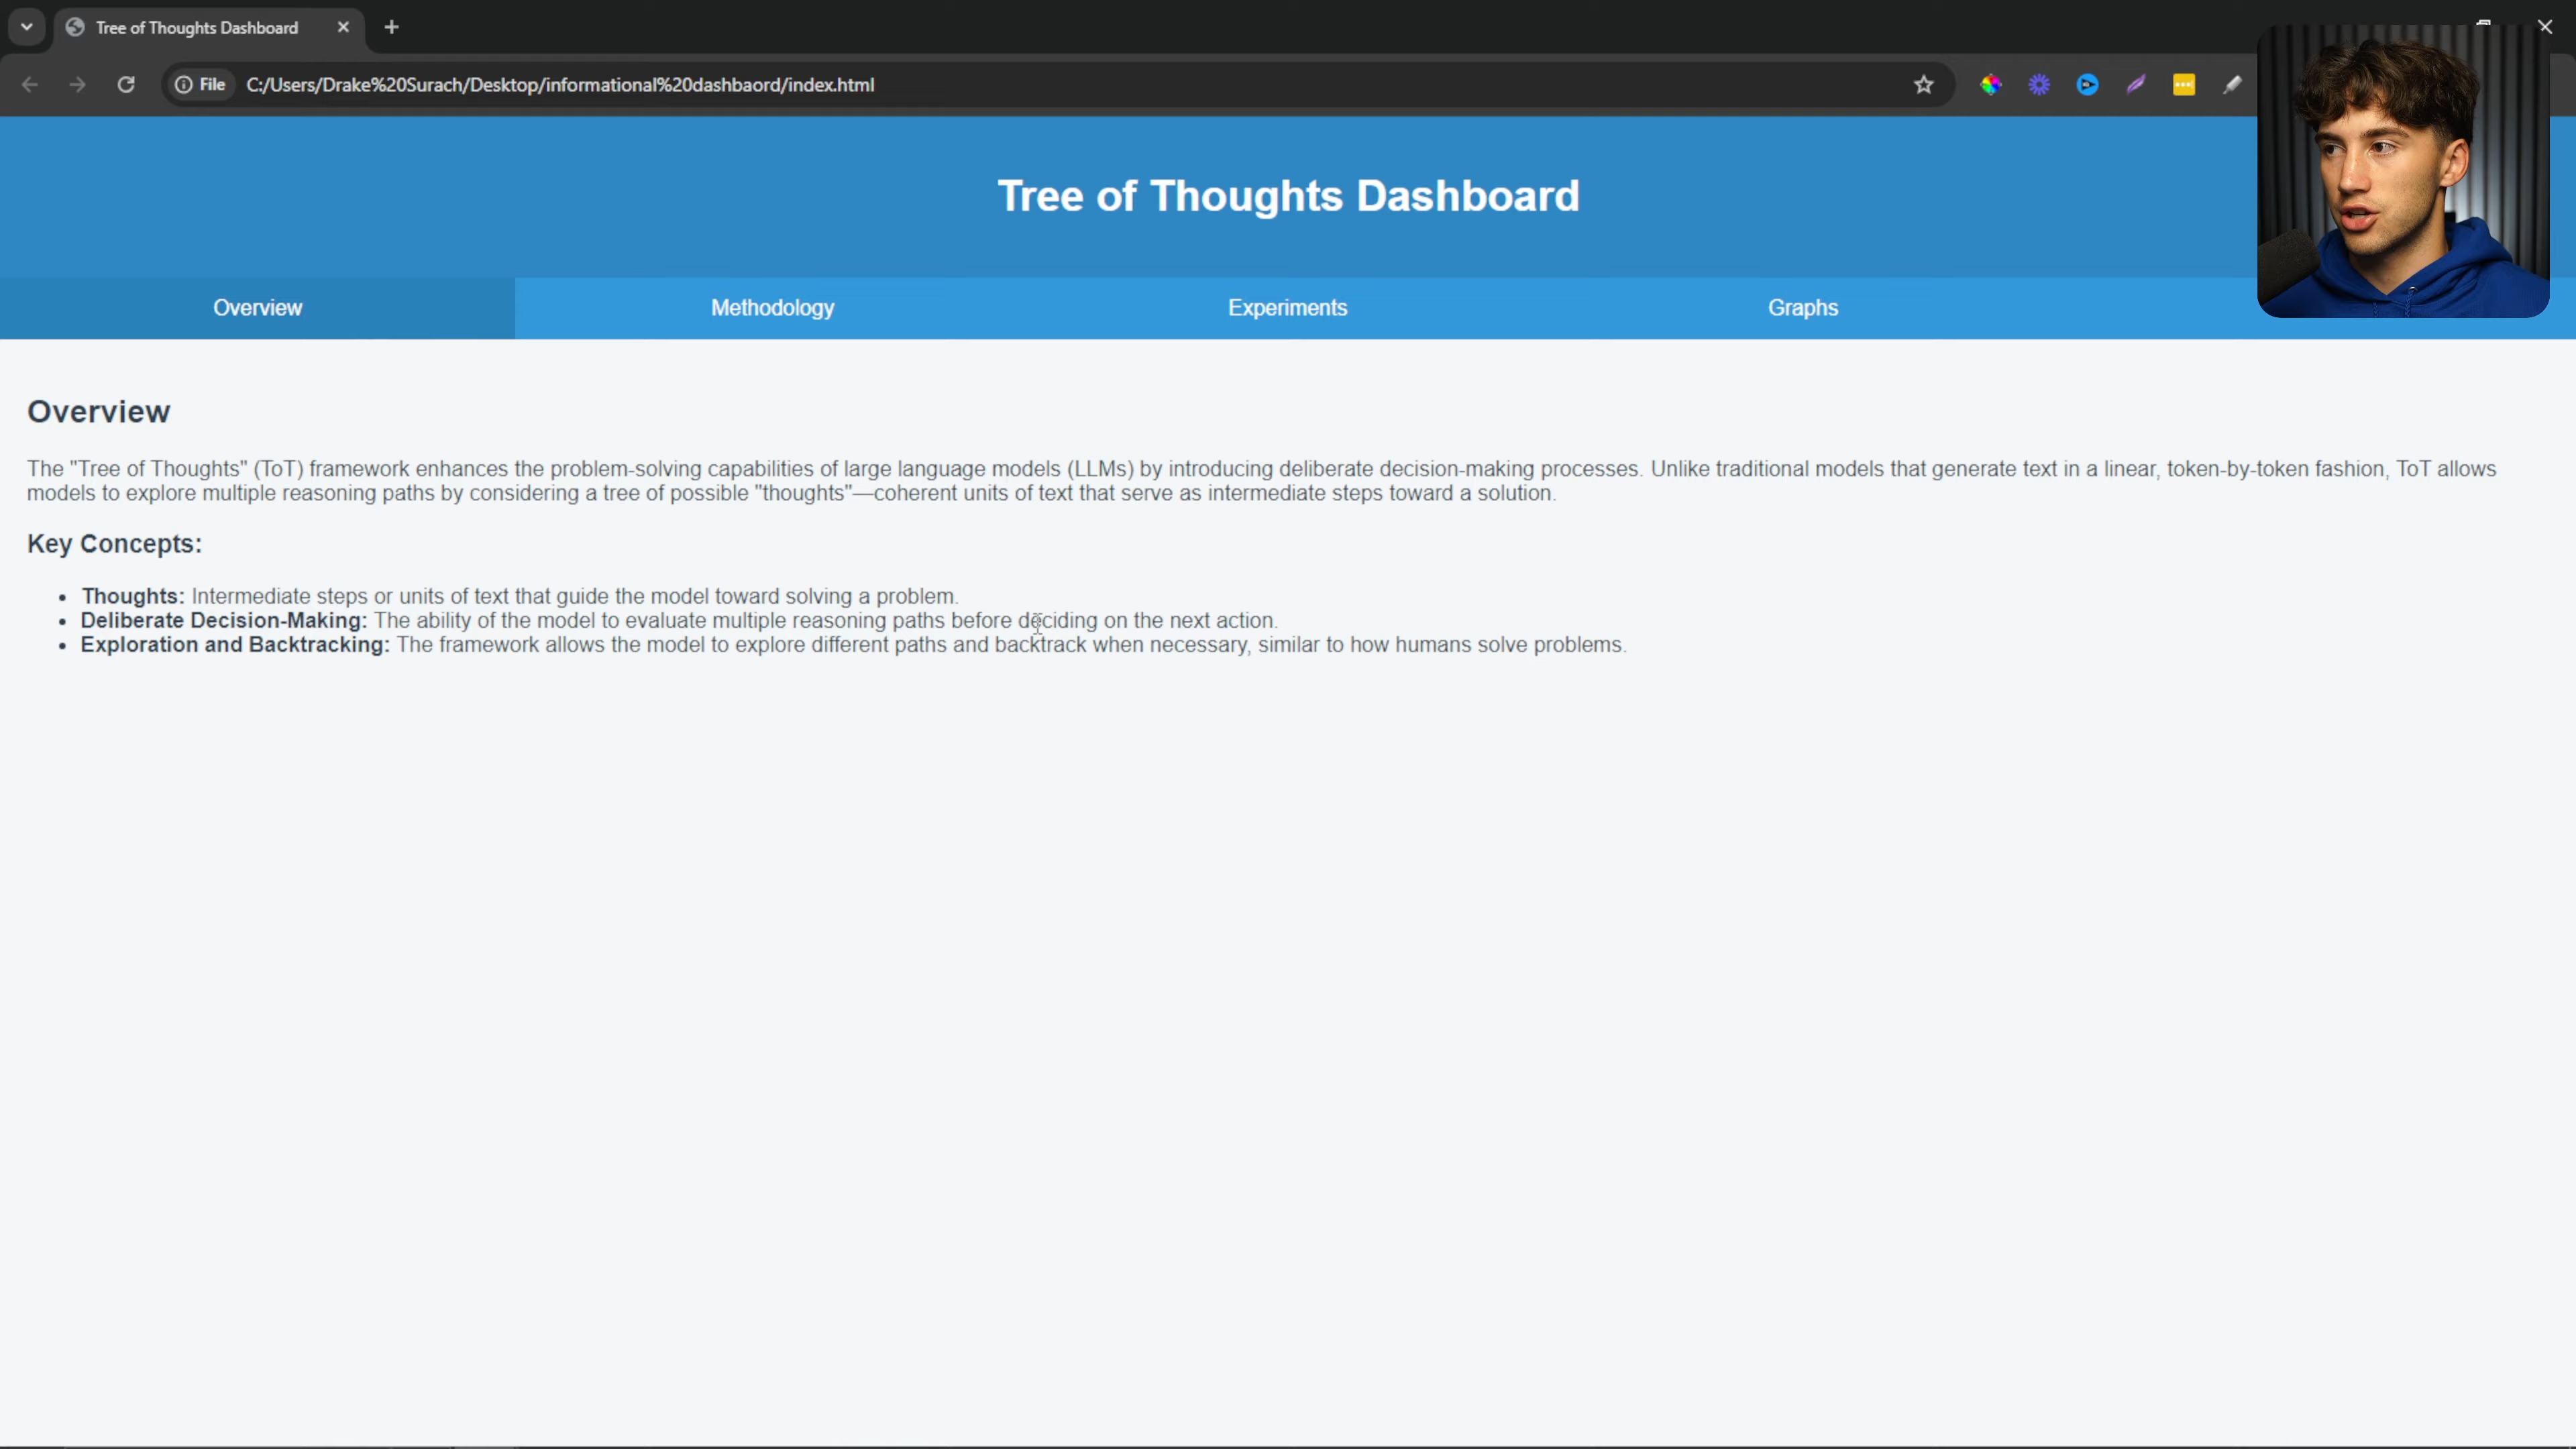 Tree of Thoughts Dashboard
File C:/Users/Drake%20Surach/Desktop/informational%20dashbaord/index.html
Tree of Thoughts Dashboard
Overview Methodology Experiments Graphs
Overview
The "Tree of Thoughts" (ToT) framework enhances the problem-solving capabilities of large language models (LLMs) by introducing deliberate decision-making processes. Unlike traditional models that generate text in a linear, token-by-token fashion, ToT allows
models to explore multiple reasoning paths by considering a tree of possible "thoughts"—coherent units of text that serve as intermediate steps toward a solution.
Key Concepts:
• Thoughts: Intermediate steps or units of text that guide the model toward solving a problem.
• Deliberate Decision-Making: The ability of the model to evaluate multiple reasoning paths before deciding on the next action.
• Exploration and Backtracking: The framework allows the model to explore different paths and backtrack when necessary, similar to how humans solve problems.